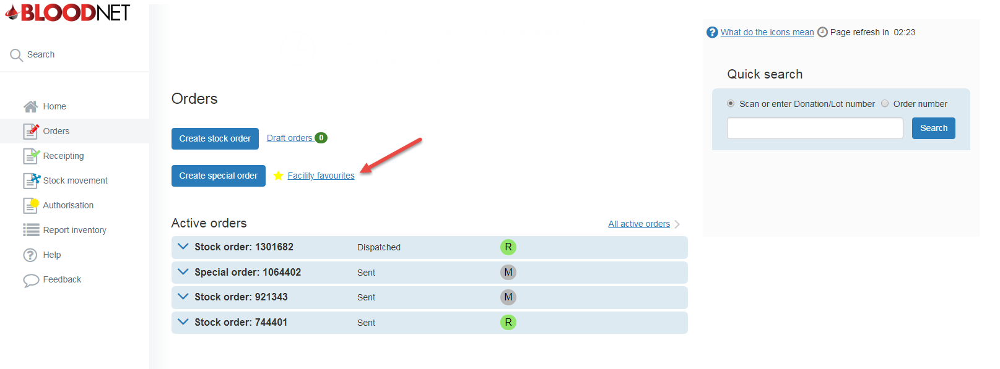 BLOODNET
Search
Home
Orders
Receipting
Stock movement
Authorisation
Report inventory
Help
Feedback
Orders
Create stock order Draft orders 0
Create special order Facility favourites
Active orders All active orders
Stock order: 1301682 Dispatched R
Special order: 1064402 Sent M
Stock order: 921343 Sent M
Stock order: 744401 Sent R
? What do the icons mean Page refresh in 02:23
Quick search
Scan or enter Donation/Lot number Order number
Search